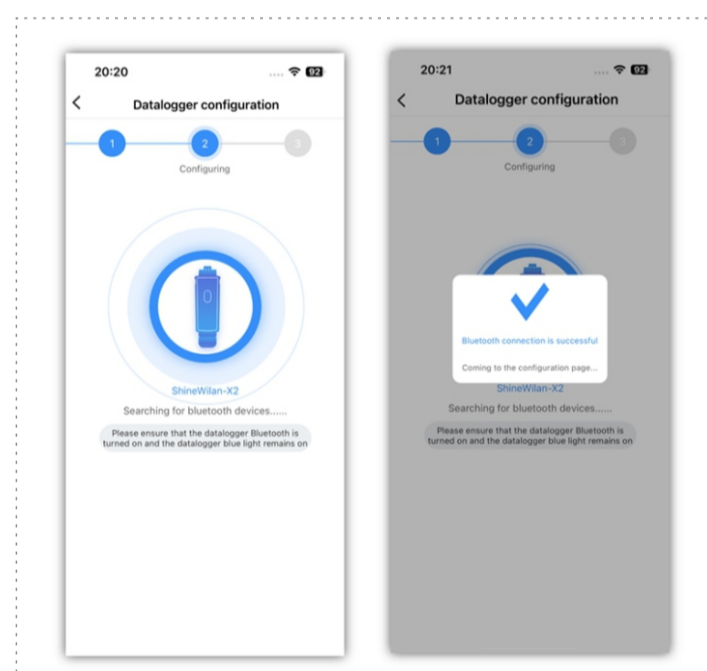 20:20
92
Datalogger configuration
1
2
3
Configuring
0
ShineWilan-X2
Searching for bluetooth devices......
Please ensure that the datalogger Bluetooth is
turned on and the datalogger blue light remains on
20:21
92
Datalogger configuration
1
2
3
Configuring
Bluetooth connection is successful
Coming to the configuration page...
ShineWilan-X2
Searching for bluetooth devices......
Please ensure that the datalogger Bluetooth is
turned on and the datalogger blue light remains on